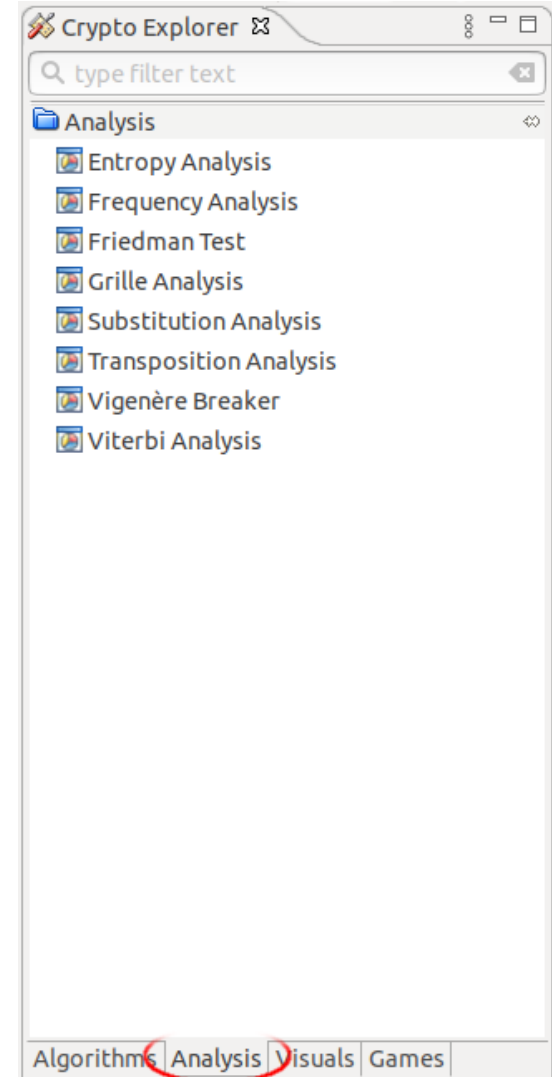 Crypto Explorer
type filter text
Analysis
Entropy Analysis
Frequency Analysis
Friedman Test
Grille Analysis
Substitution Analysis
Transposition Analysis
Vigenère Breaker
Viterbi Analysis
Algorithms Analysis Visuals Games